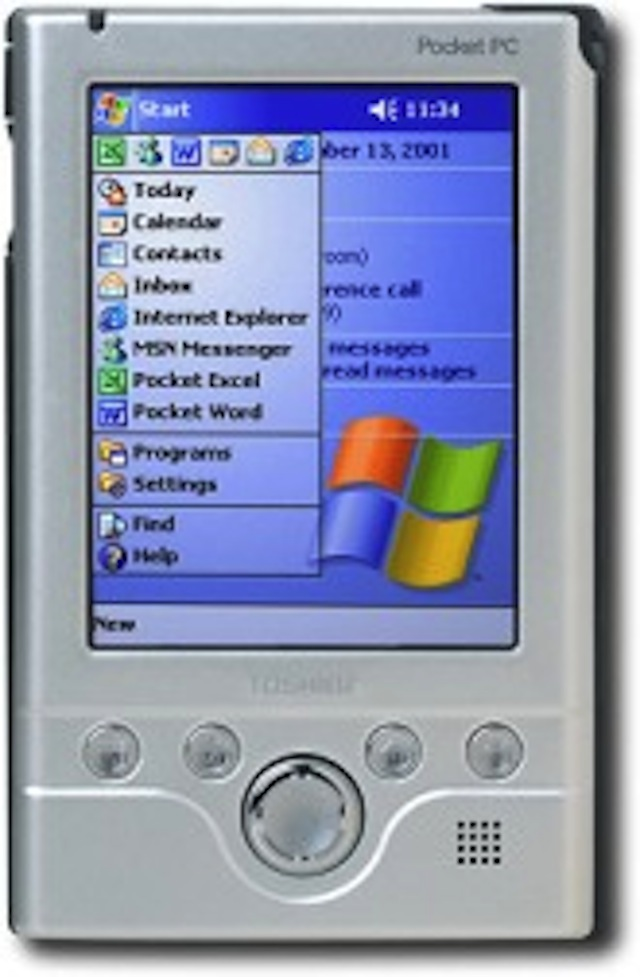 Pocket PC
Start 11:34
ber 13, 2001
Today
Calendar
Contacts
oom)
Inbox
rence call
Internet Explorer
)
MSN Messenger
messages
Pocket Excel
read messages
Pocket Word
Programs
Settings
Find
Help
New
TOSHIBA